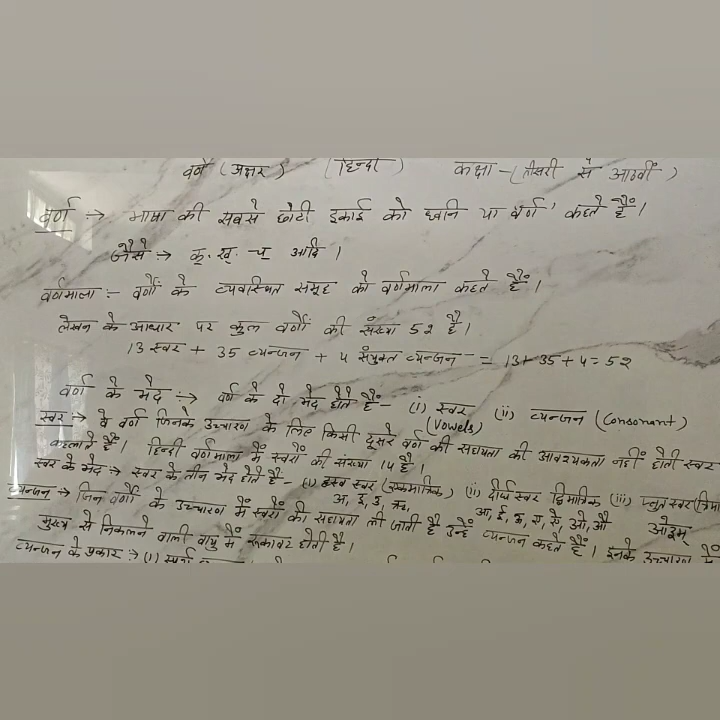 वर्ण (अक्षर) (हिन्दी) कक्षा - (तीसरी से आठवीं)
वर्ण → भाषा की सबसे छोटी इकाई को ध्वनि या 'वर्ण' कहते हैं।
जैसे → क्. ख्. च् आदि।
वर्णमाला :- वर्णों के व्यवस्थित समूह को वर्णमाला कहते हैं।
लेखन के आधार पर कुल वर्णों की संख्या 52 है।
13 स्वर + 35 व्यन्जन + 4 संयुक्त व्यन्जन = 13 + 35 + 4 = 52
वर्ण के भेद :→ वर्ण के दो भेद होते हैं- (i) स्वर (Vowels) (ii) व्यन्जन (Consonant)
स्वर :→ वे वर्ण जिनके उच्चारण के लिए किसी दूसरे वर्ण की सहायता की आवश्यकता नहीं होती स्वर
कहलाते हैं। हिन्दी वर्णमाला में स्वरों की संख्या 14 है।
स्वर के भेद → स्वर के तीन भेद होते हैं- (i) ह्रस्व स्वर (एकमात्रिक) (ii) दीर्घ स्वर द्विमात्रिक (iii) प्लुत स्वर
अ, इ, उ, ऋ, आ, ई, ऊ, ए, ऐ, ओ, औ ओइम्
व्यन्जन → जिन वर्णों के उच्चारण में स्वरों की सहायता ली जाती है उन्हें व्यन्जन कहते हैं। इनके उच्चारण में
मुख से निकलने वाली वायु में रूकावट होती है।
व्यन्जन के प्रकार :→ (i) स्पर्श